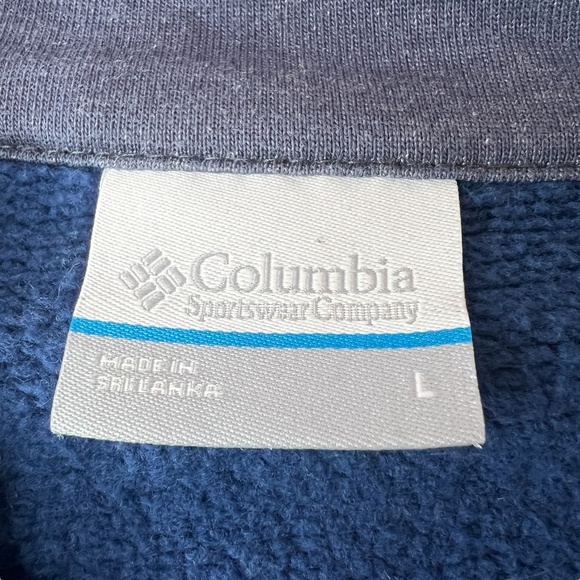 Columbia
Sportswear Company
MADE IN
SRI LANKA
L